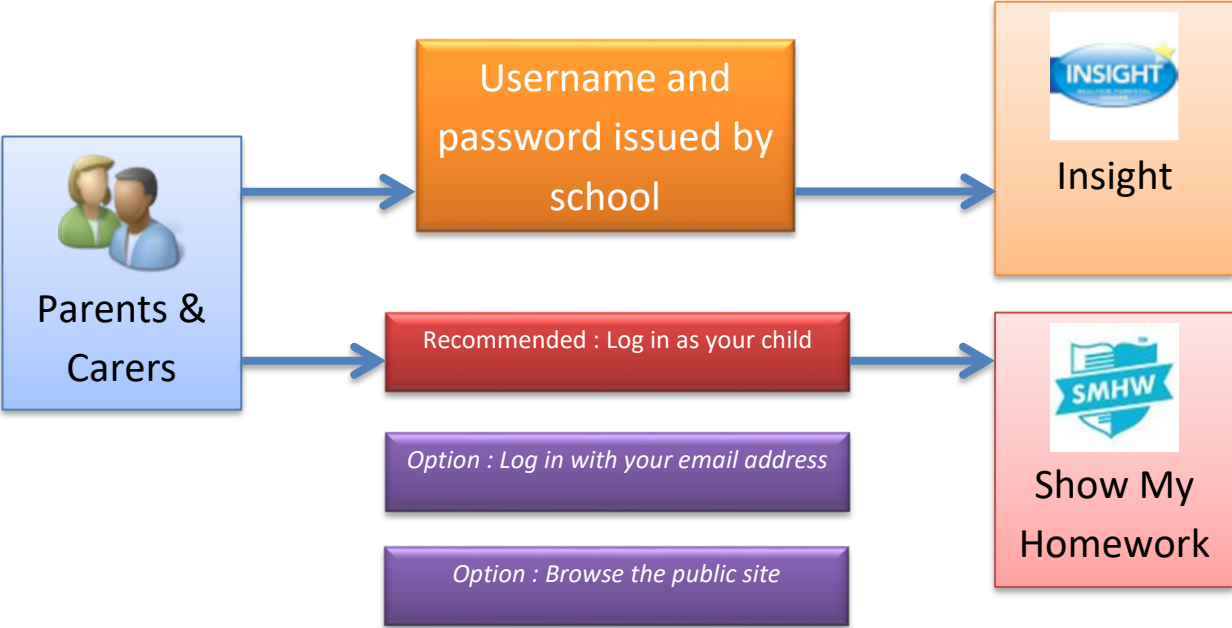 Parents &
Carers
Username and
password issued by
school
INSIGHT
Insight
Recommended : Log in as your child
Option : Log in with your email address
Option : Browse the public site
SMHW
Show My
Homework